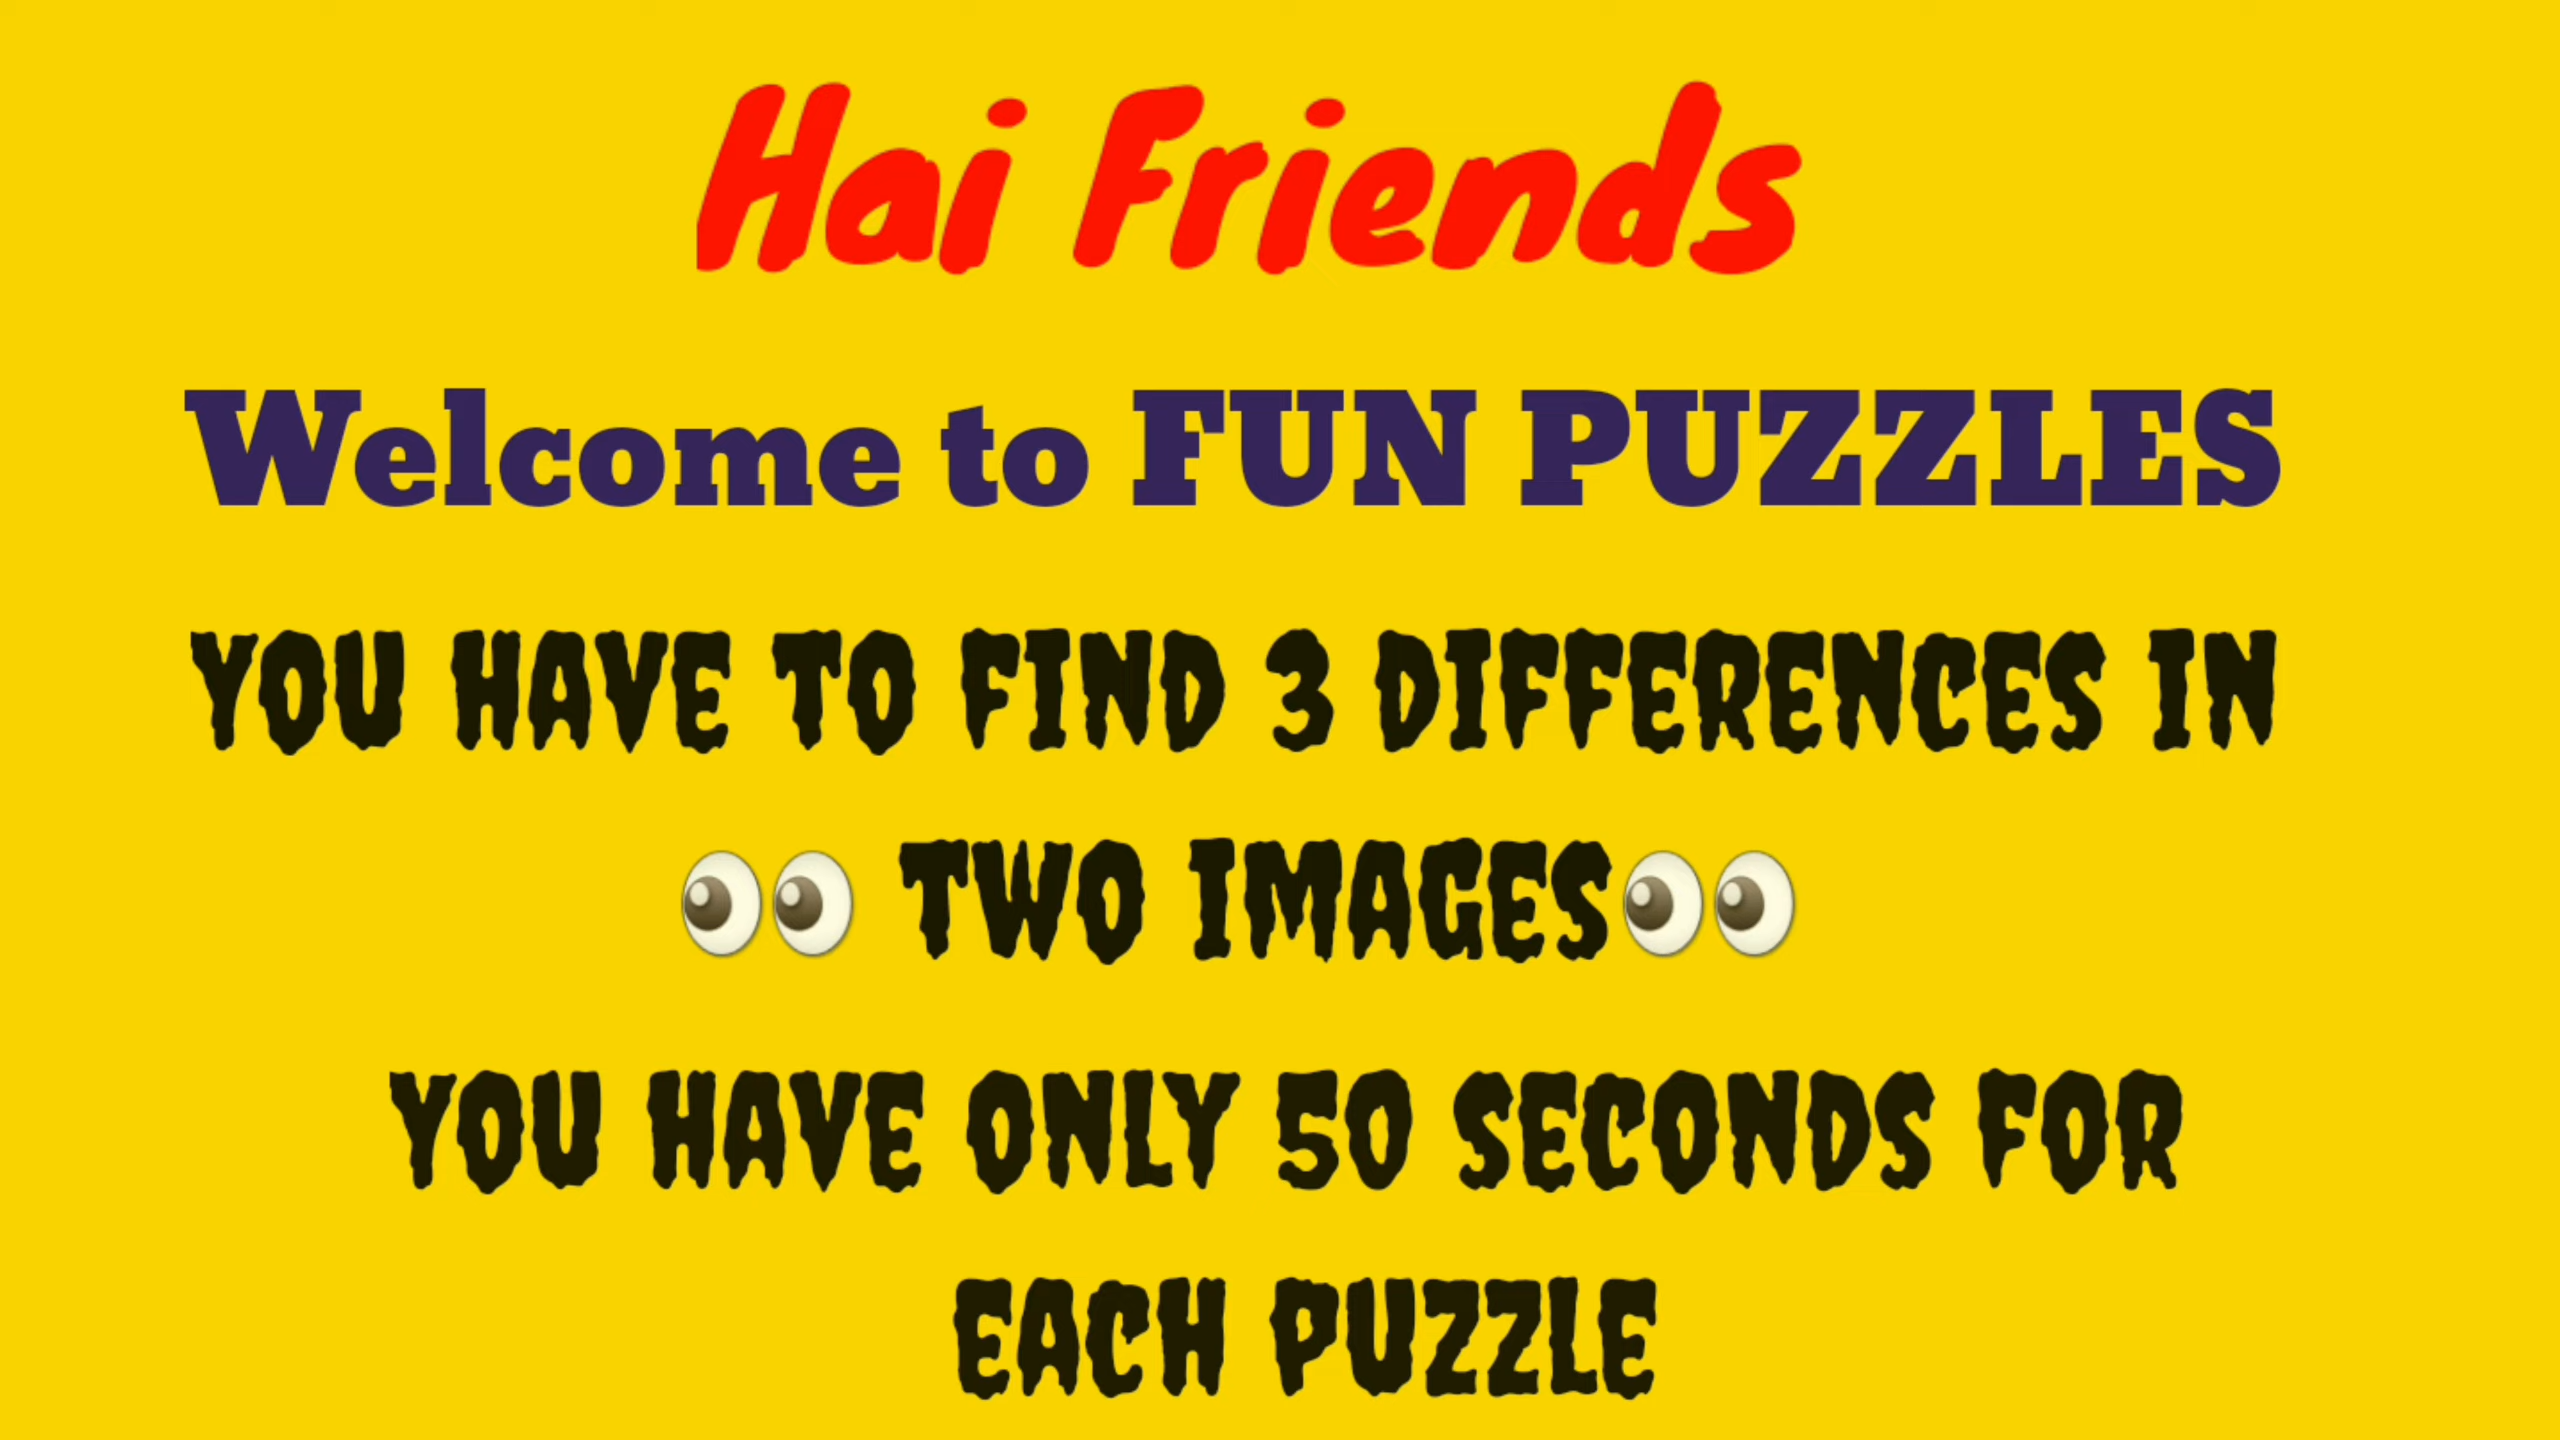 Hai Friends
Welcome to FUN PUZZLES
YOU HAVE TO FIND 3 DIFFERENCES IN
👀 TWO IMAGES👀
YOU HAVE ONLY 50 SECONDS FOR
EACH PUZZLE